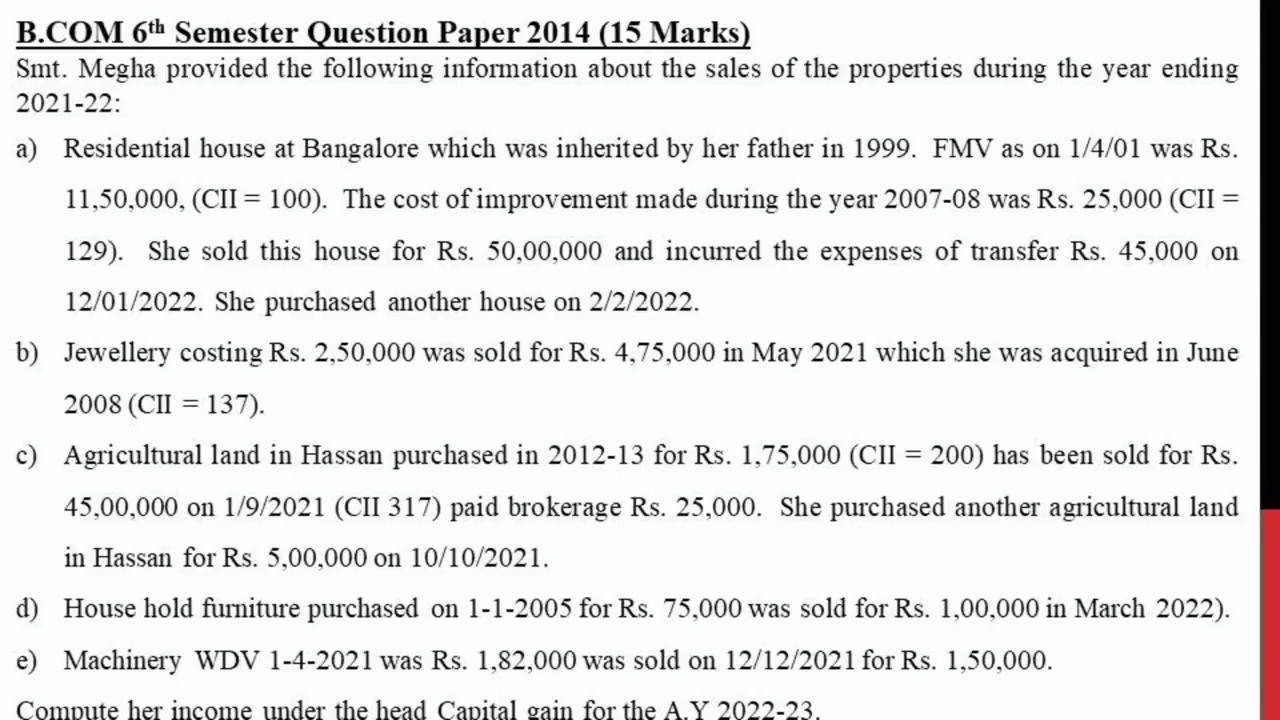 B.COM 6th Semester Question Paper 2014 (15 Marks)
Smt. Megha provided the following information about the sales of the properties during the year ending
2021-22:
a) Residential house at Bangalore which was inherited by her father in 1999. FMV as on 1/4/01 was Rs.
11,50,000, (CII = 100). The cost of improvement made during the year 2007-08 was Rs. 25,000 (CII =
129). She sold this house for Rs. 50,00,000 and incurred the expenses of transfer Rs. 45,000 on
12/01/2022. She purchased another house on 2/2/2022.
b) Jewellery costing Rs. 2,50,000 was sold for Rs. 4,75,000 in May 2021 which she was acquired in June
2008 (CII = 137).
c) Agricultural land in Hassan purchased in 2012-13 for Rs. 1,75,000 (CII = 200) has been sold for Rs.
45,00,000 on 1/9/2021 (CII 317) paid brokerage Rs. 25,000. She purchased another agricultural land
in Hassan for Rs. 5,00,000 on 10/10/2021.
d) House hold furniture purchased on 1-1-2005 for Rs. 75,000 was sold for Rs. 1,00,000 in March 2022).
e) Machinery WDV 1-4-2021 was Rs. 1,82,000 was sold on 12/12/2021 for Rs. 1,50,000.
Compute her income under the head Capital gain for the A.Y 2022-23.